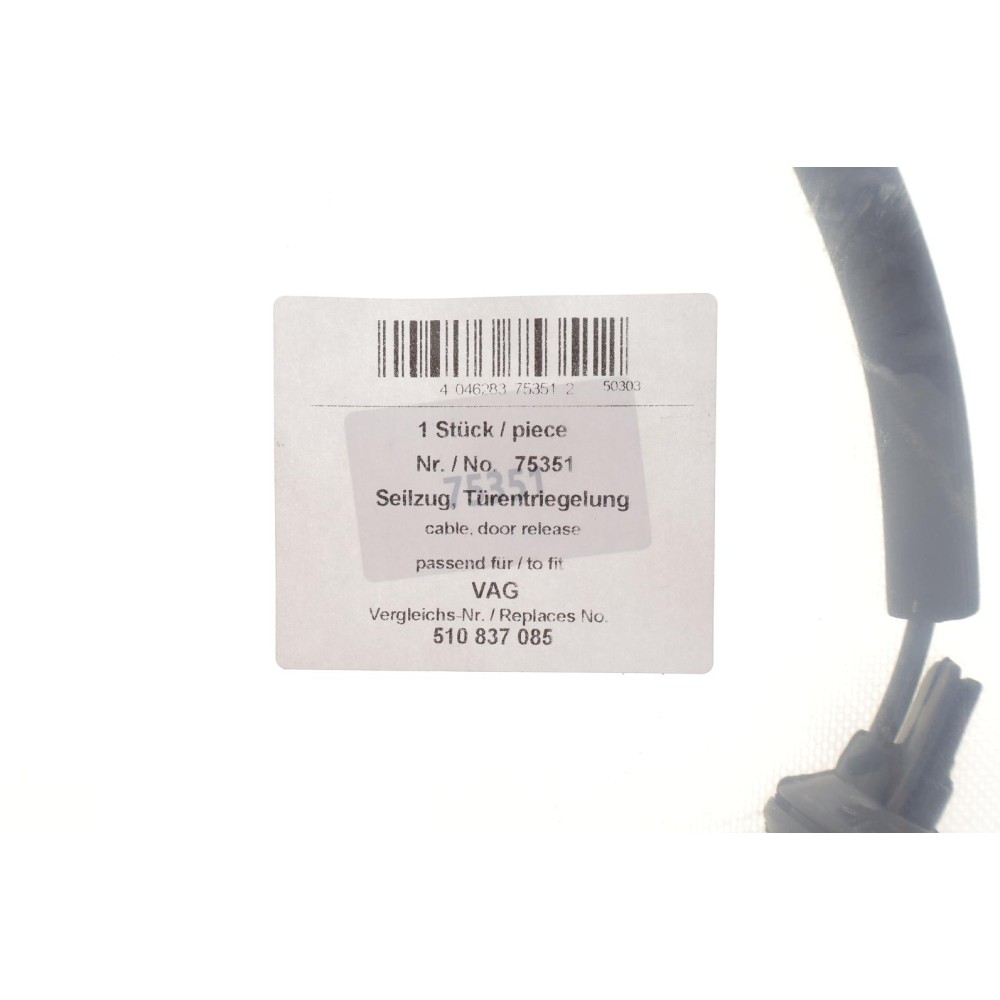 4 046283 75351 2 50303
1 Stück / piece
Nr. / No. 75351
75351
Seilzug, Türentriegelung
cable, door release
passend für / to fit
VAG
Vergleichs-Nr. / Replaces No.
510 837 085